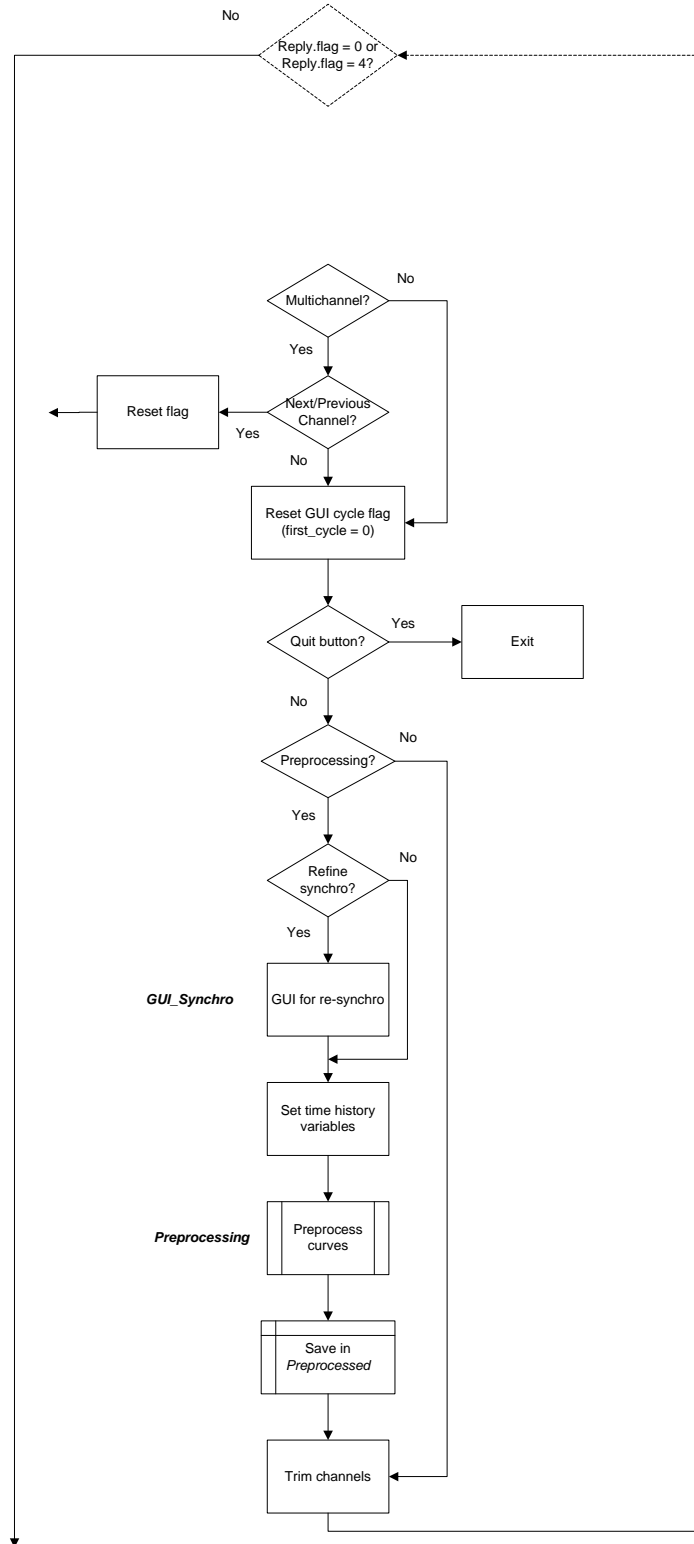 No
Reply.flag = 0 or
Reply.flag = 4?
Multichannel?
No
Yes
Next/Previous
Channel?
Reset flag
Yes
No
Reset GUI cycle flag
(first_cycle = 0)
Quit button?
Yes
Exit
No
Preprocessing?
No
Yes
Refine
synchro?
No
Yes
GUI_Synchro
GUI for re-synchro
Set time history
variables
Preprocessing
Preprocess
curves
Save in
Preprocessed
Trim channels